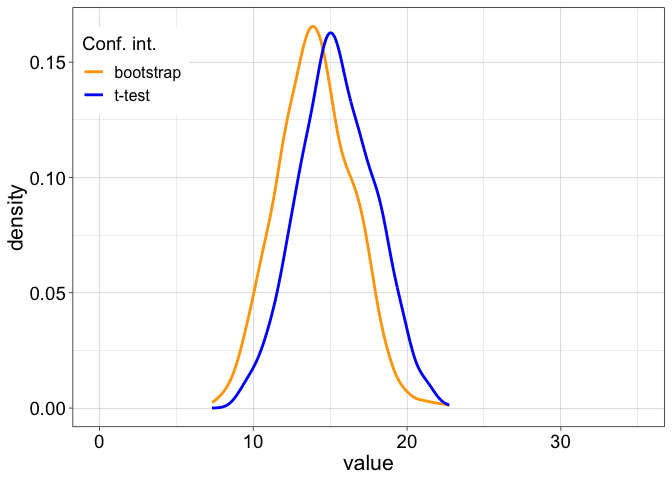 Conf. int.
bootstrap
t-test
0.15
0.10
0.05
0.00
density
0 10 20 30
value